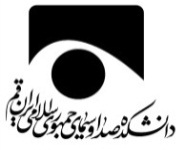 دانشکده صدا و سیمای جمهوری اسلامی ایران قم